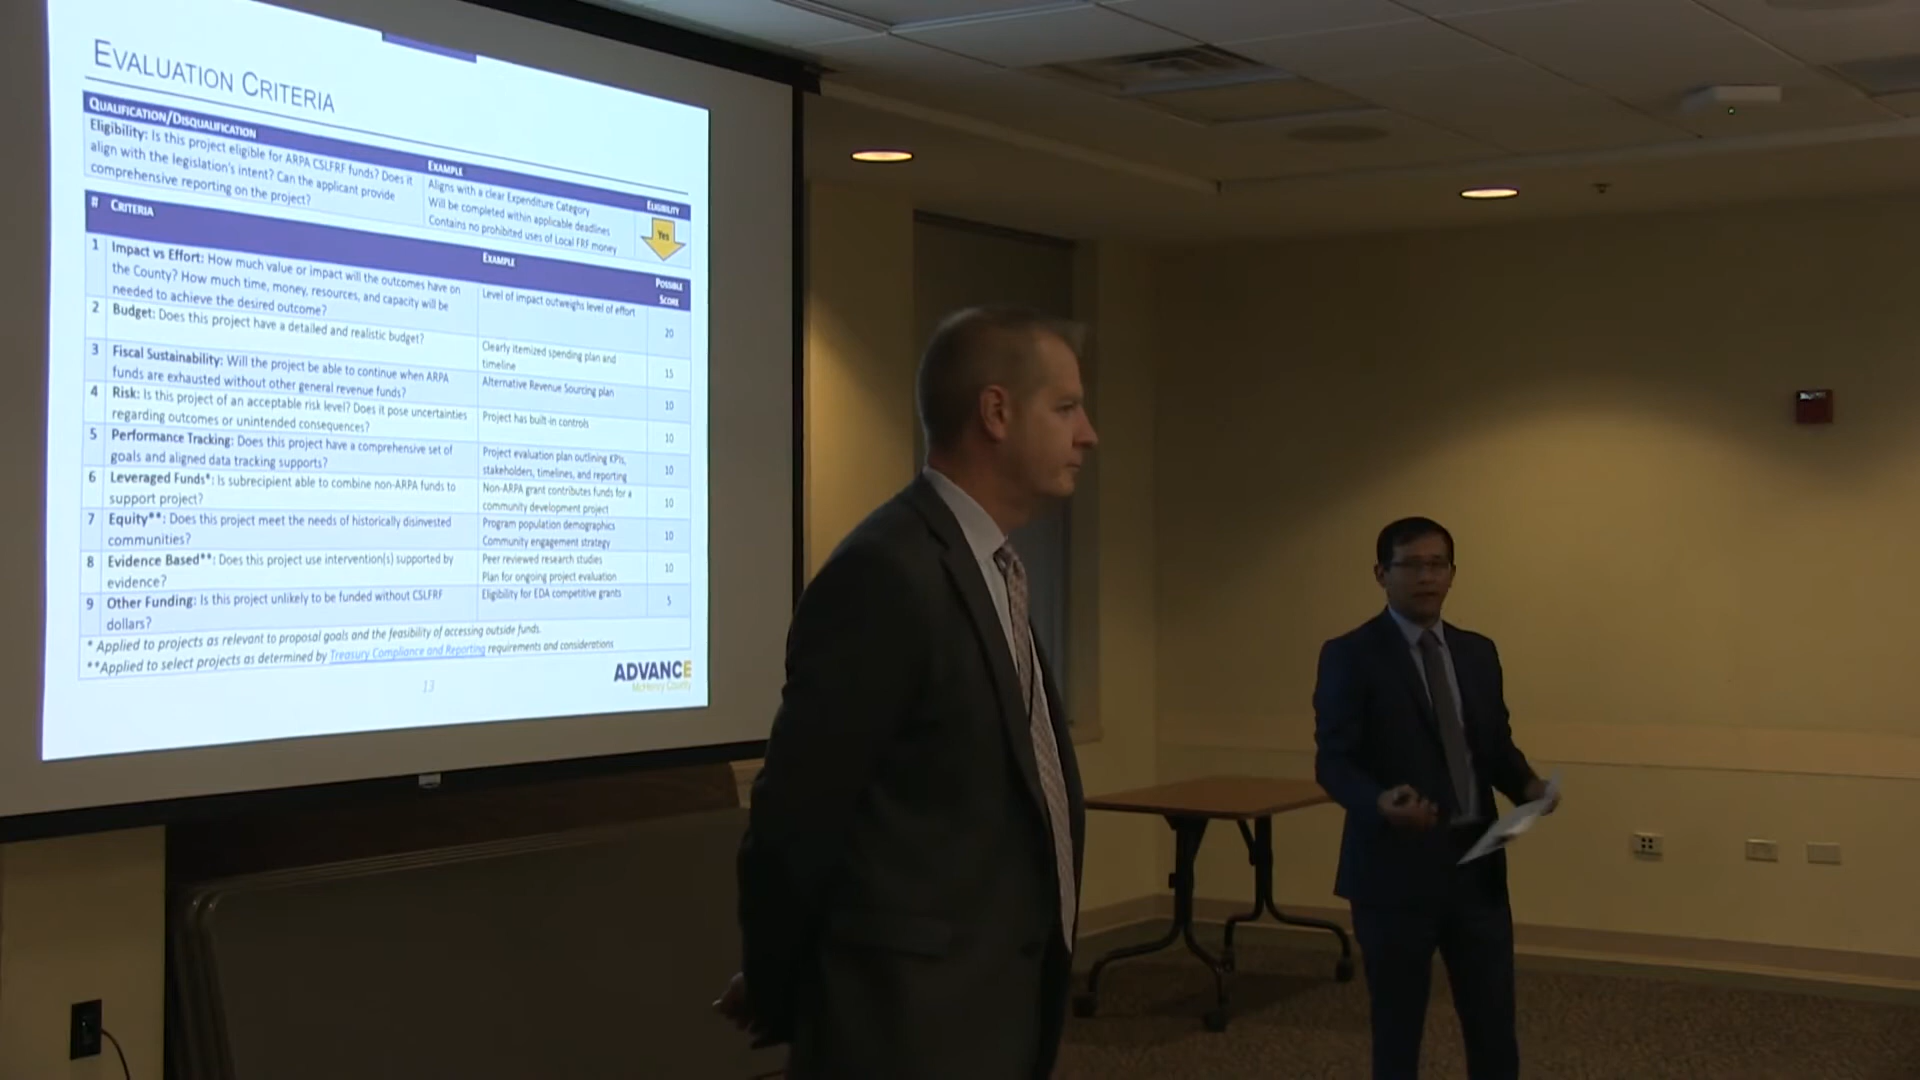 EVALUATION CRITERIA
QUALIFICATION/DISQUALIFICATION
EXAMPLE
ELIGIBILITY
Eligibility: Is this project eligible for ARPA CSLFRF funds? Does it
align with the legislation's intent? Can the applicant provide
comprehensive reporting on the project?
Aligns with a clear Expenditure Category
Will be completed within applicable deadlines
Contains no prohibited uses of Local FRF money
Yes
# CRITERIA
EXAMPLE
POSSIBLE
SCORE
1 Impact vs Effort: How much value or impact will the outcomes have on
the County? How much time, money, resources, and capacity will be
needed to achieve the desired outcome?
Level of impact outweighs level of effort
20
2 Budget: Does this project have a detailed and realistic budget?
Clearly itemized spending plan and
timeline
15
3 Fiscal Sustainability: Will the project be able to continue when ARPA
funds are exhausted without other general revenue funds?
Alternative Revenue Sourcing plan
10
4 Risk: Is this project of an acceptable risk level? Does it pose uncertainties
regarding outcomes or unintended consequences?
Project has built-in controls
10
5 Performance Tracking: Does this project have a comprehensive set of
goals and aligned data tracking supports?
Project evaluation plan outlining KPIs,
stakeholders, timelines, and reporting
10
6 Leveraged Funds*: Is subrecipient able to combine non-ARPA funds to
support project?
Non-ARPA grant contributes funds for a
community development project
10
7 Equity**: Does this project meet the needs of historically disinvested
communities?
Program population demographics
Community engagement strategy
10
8 Evidence Based**: Does this project use intervention(s) supported by
evidence?
Peer reviewed research studies
Plan for ongoing project evaluation
10
9 Other Funding: Is this project unlikely to be funded without CSLFRF
dollars?
Eligibility for EDA competitive grants
5
* Applied to projects as relevant to proposal goals and the feasibility of accessing outside funds.
**Applied to select projects as determined by Treasury Compliance and Reporting requirements and considerations
13
ADVANCE
McHenry County